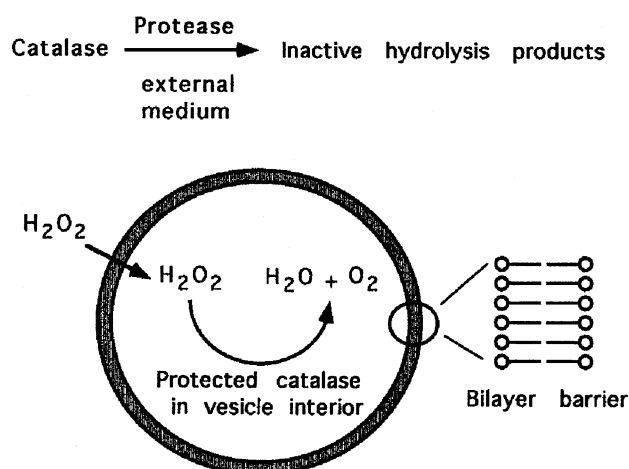 Protease
Catalase
Inactive hydrolysis products
external
medium
H₂O₂
H₂O₂
H₂O + O₂
Protected catalase
in vesicle interior
Bilayer barrier